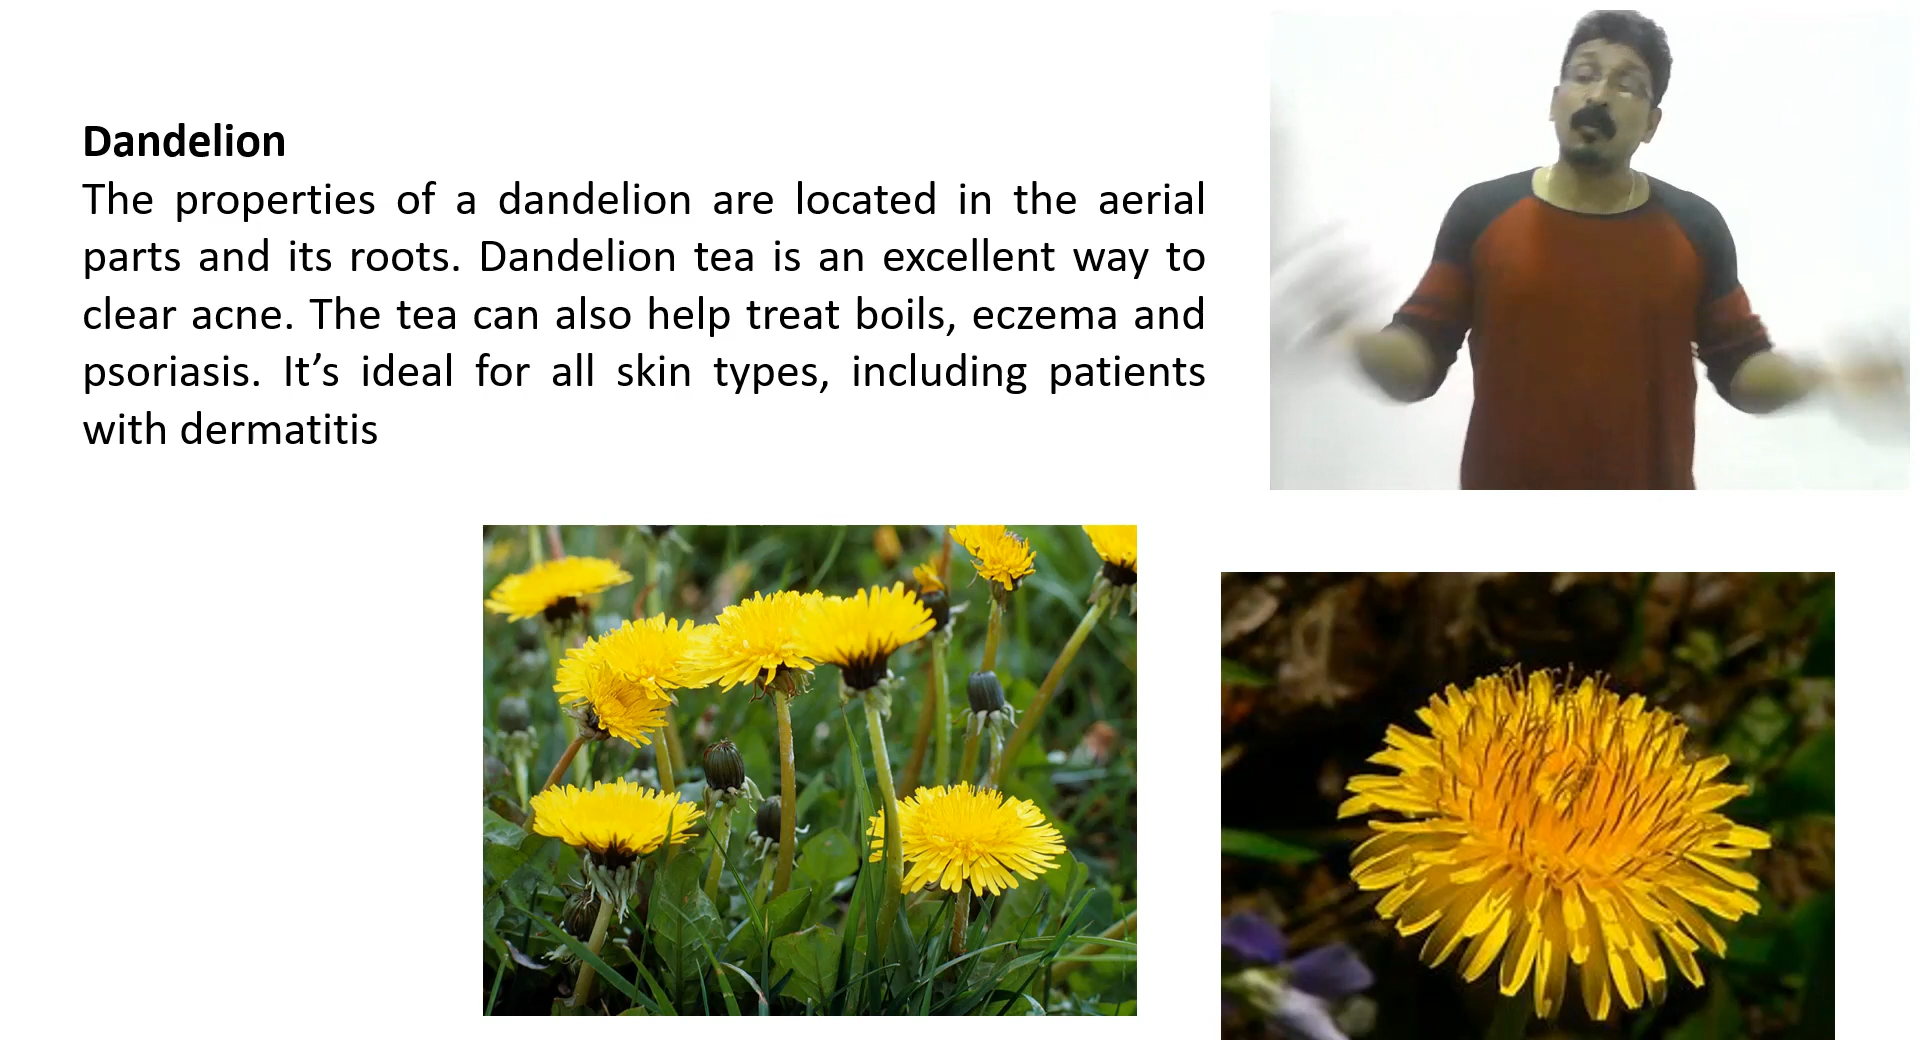 Dandelion
The properties of a dandelion are located in the aerial
parts and its roots. Dandelion tea is an excellent way to
clear acne. The tea can also help treat boils, eczema and
psoriasis. It’s ideal for all skin types, including patients
with dermatitis